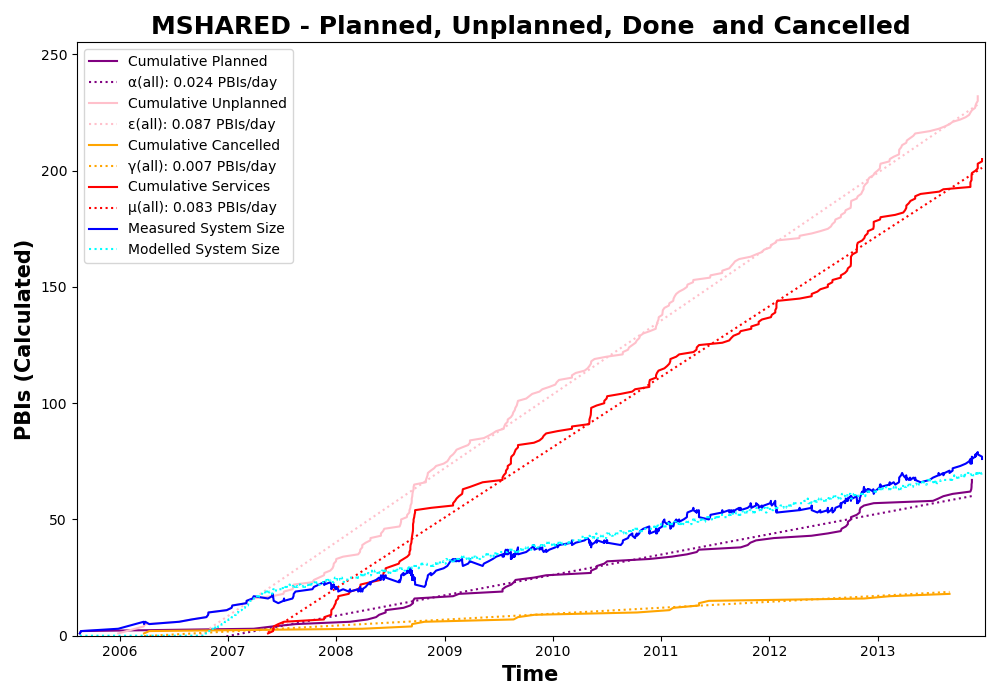 MSHARED - Planned, Unplanned, Done  and Cancelled
Cumulative Planned
α(all): 0.024 PBIs/day
Cumulative Unplanned
ε(all): 0.087 PBIs/day
Cumulative Cancelled
γ(all): 0.007 PBIs/day
Cumulative Services
μ(all): 0.083 PBIs/day
Measured System Size
Modelled System Size
PBIs (Calculated)
250
200
150
100
50
0
2006 2007 2008 2009 2010 2011 2012 2013
Time